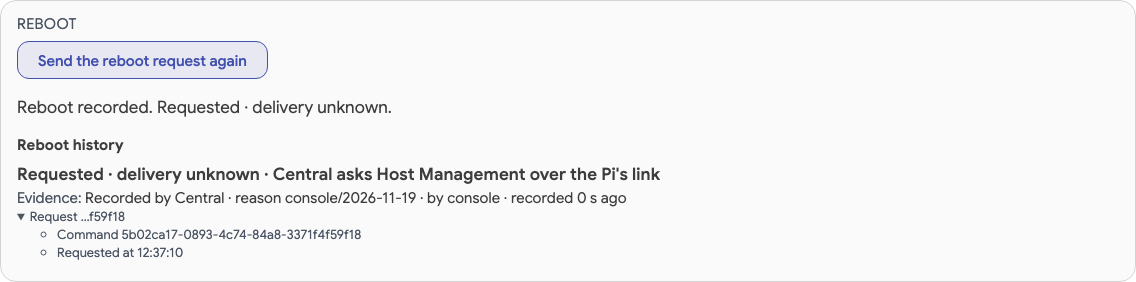 REBOOT
Send the reboot request again
Reboot recorded. Requested · delivery unknown.
Reboot history
Requested · delivery unknown · Central asks Host Management over the Pi's link
Evidence: Recorded by Central · reason console/2026-11-19 · by console · recorded 0 s ago
▼ Request …f59f18
○ Command 5b02ca17-0893-4c74-84a8-3371f4f59f18
○ Requested at 12:37:10